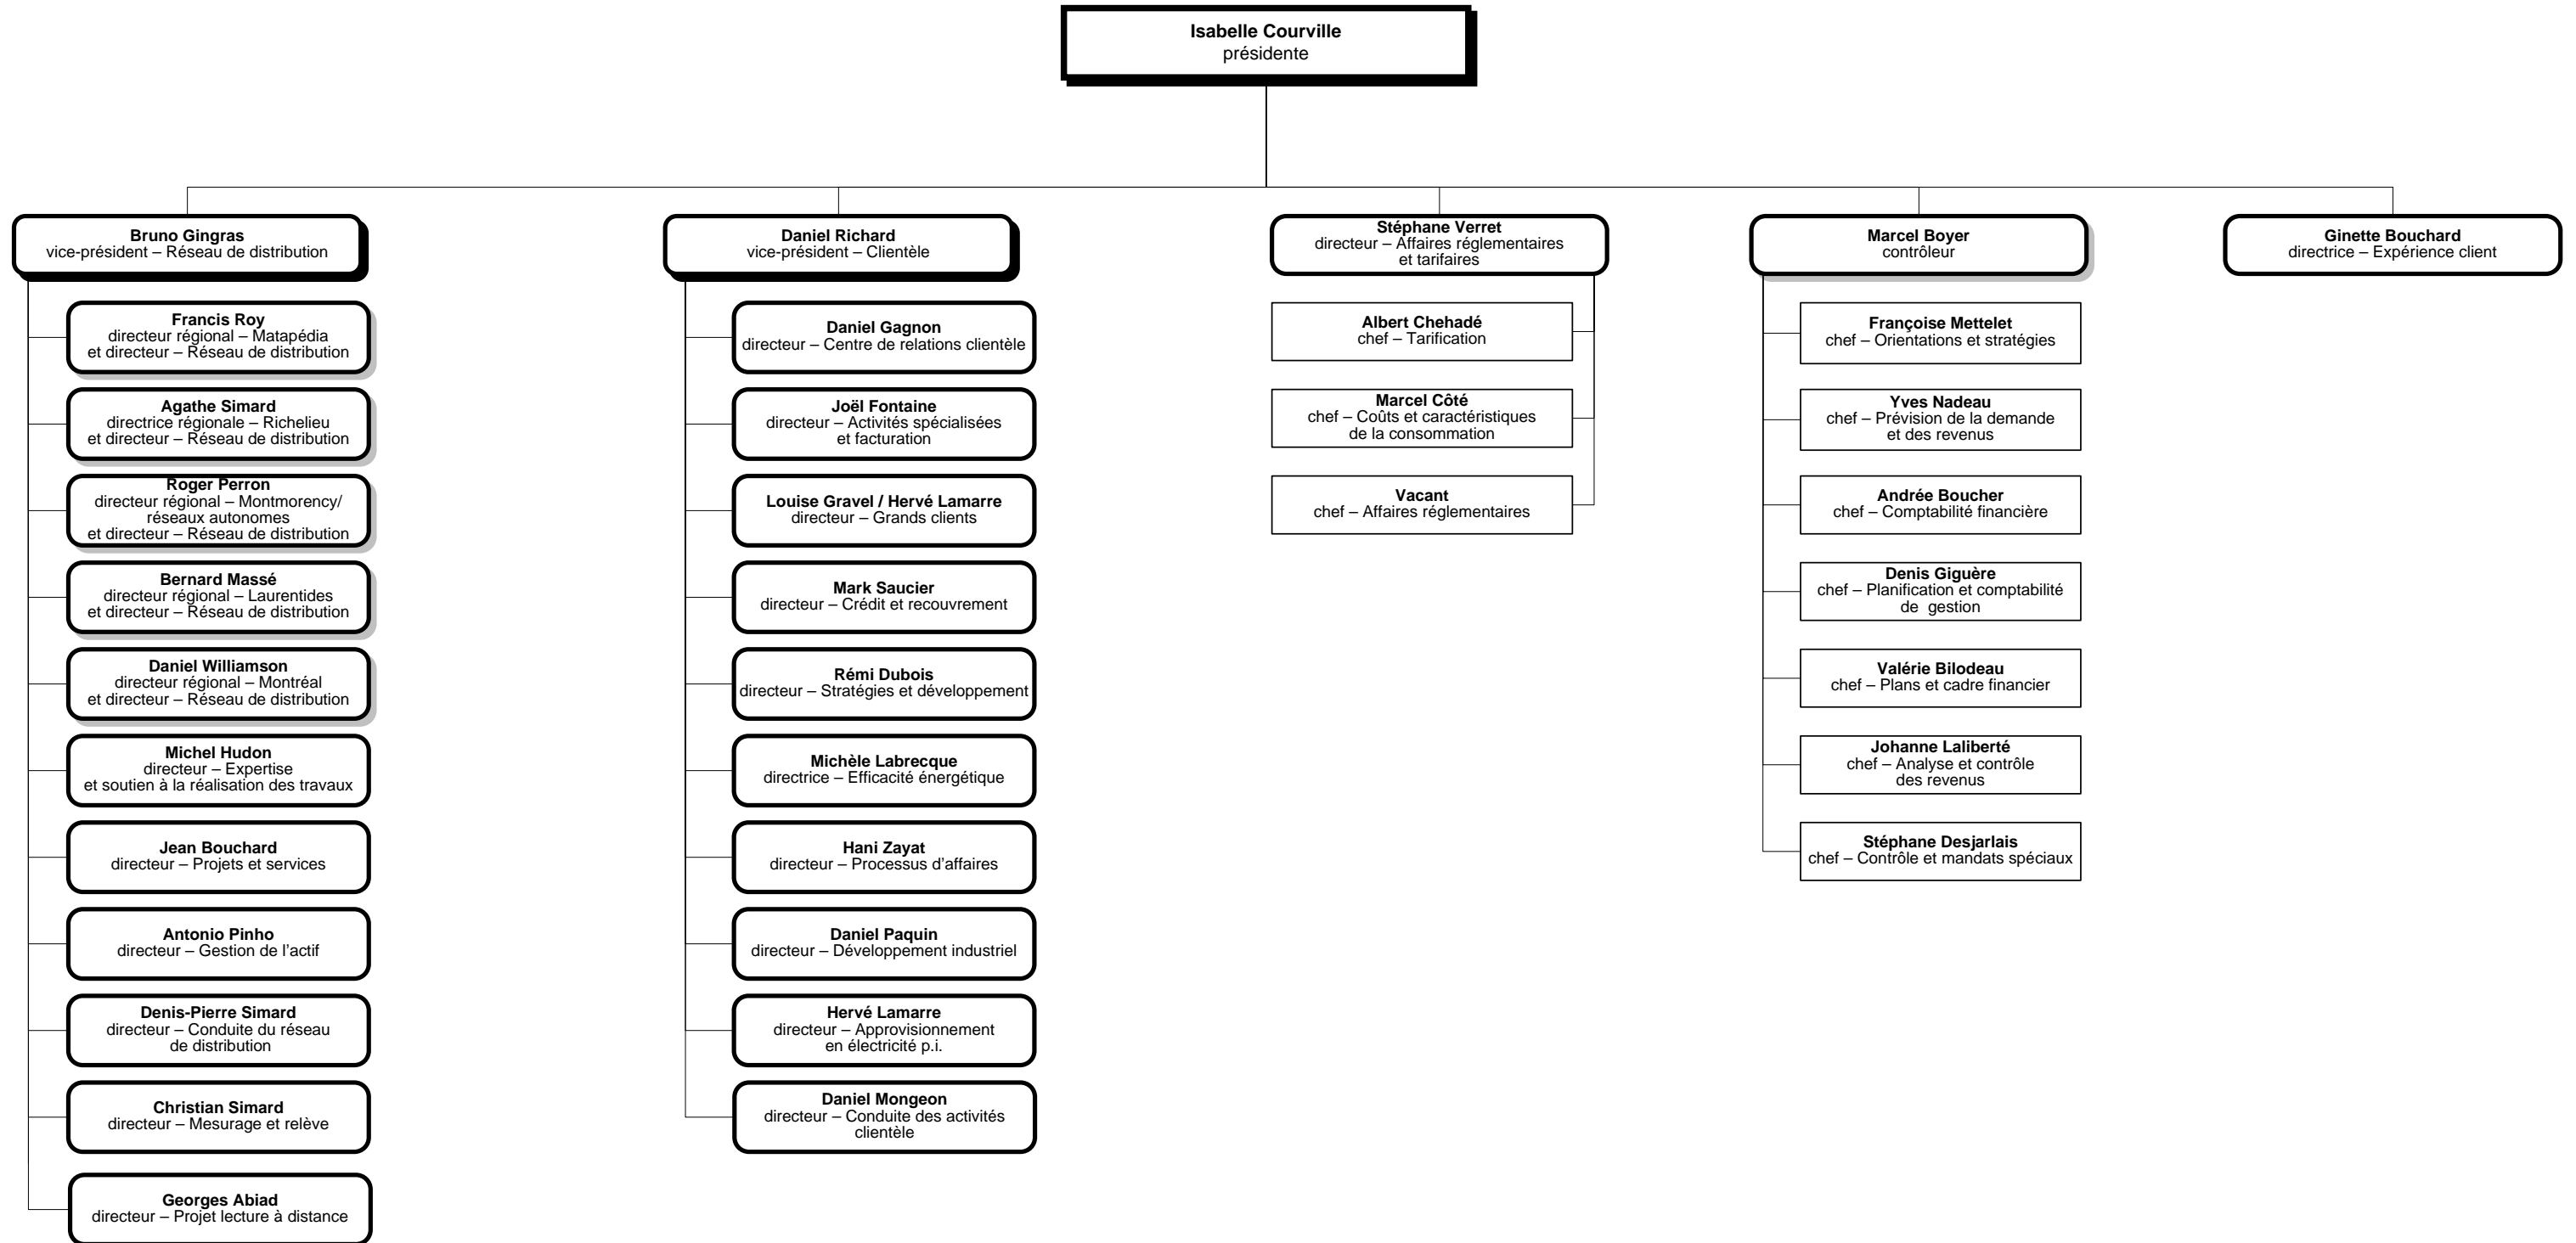 Isabelle Courville
présidente
Bruno Gingras
vice-président – Réseau de distribution
Francis Roy
directeur régional – Matapédia
et directeur – Réseau de distribution
Agathe Simard
directrice régionale – Richelieu
et directeur – Réseau de distribution
Roger Perron
directeur régional – Montmorency/
réseaux autonomes
et directeur – Réseau de distribution
Bernard Massé
directeur régional – Laurentides
et directeur – Réseau de distribution
Daniel Williamson
directeur régional – Montréal
et directeur – Réseau de distribution
Michel Hudon
directeur – Expertise
et soutien à la réalisation des travaux
Jean Bouchard
directeur – Projets et services
Antonio Pinho
directeur – Gestion de l’actif
Denis-Pierre Simard
directeur – Conduite du réseau
de distribution
Christian Simard
directeur – Mesurage et relève
Georges Abiad
directeur – Projet lecture à distance
Daniel Richard
vice-président – Clientèle
Daniel Gagnon
directeur – Centre de relations clientèle
Joël Fontaine
directeur – Activités spécialisées
et facturation
Louise Gravel / Hervé Lamarre
directeur – Grands clients
Mark Saucier
directeur – Crédit et recouvrement
Rémi Dubois
directeur – Stratégies et développement
Michèle Labrecque
directrice – Efficacité énergétique
Hani Zayat
directeur – Processus d’affaires
Daniel Paquin
directeur – Développement industriel
Hervé Lamarre
directeur – Approvisionnement
en électricité p.i.
Daniel Mongeon
directeur – Conduite des activités
clientèle
Stéphane Verret
directeur – Affaires réglementaires
et tarifaires
Albert Chehadé
chef – Tarification
Marcel Côté
chef – Coûts et caractéristiques
de la consommation
Vacant
chef – Affaires réglementaires
Marcel Boyer
contrôleur
Françoise Mettelet
chef – Orientations et stratégies
Yves Nadeau
chef – Prévision de la demande
et des revenus
Andrée Boucher
chef – Comptabilité financière
Denis Giguère
chef – Planification et comptabilité
de gestion
Valérie Bilodeau
chef – Plans et cadre financier
Johanne Laliberté
chef – Analyse et contrôle
des revenus
Stéphane Desjarlais
chef – Contrôle et mandats spéciaux
Ginette Bouchard
directrice – Expérience client